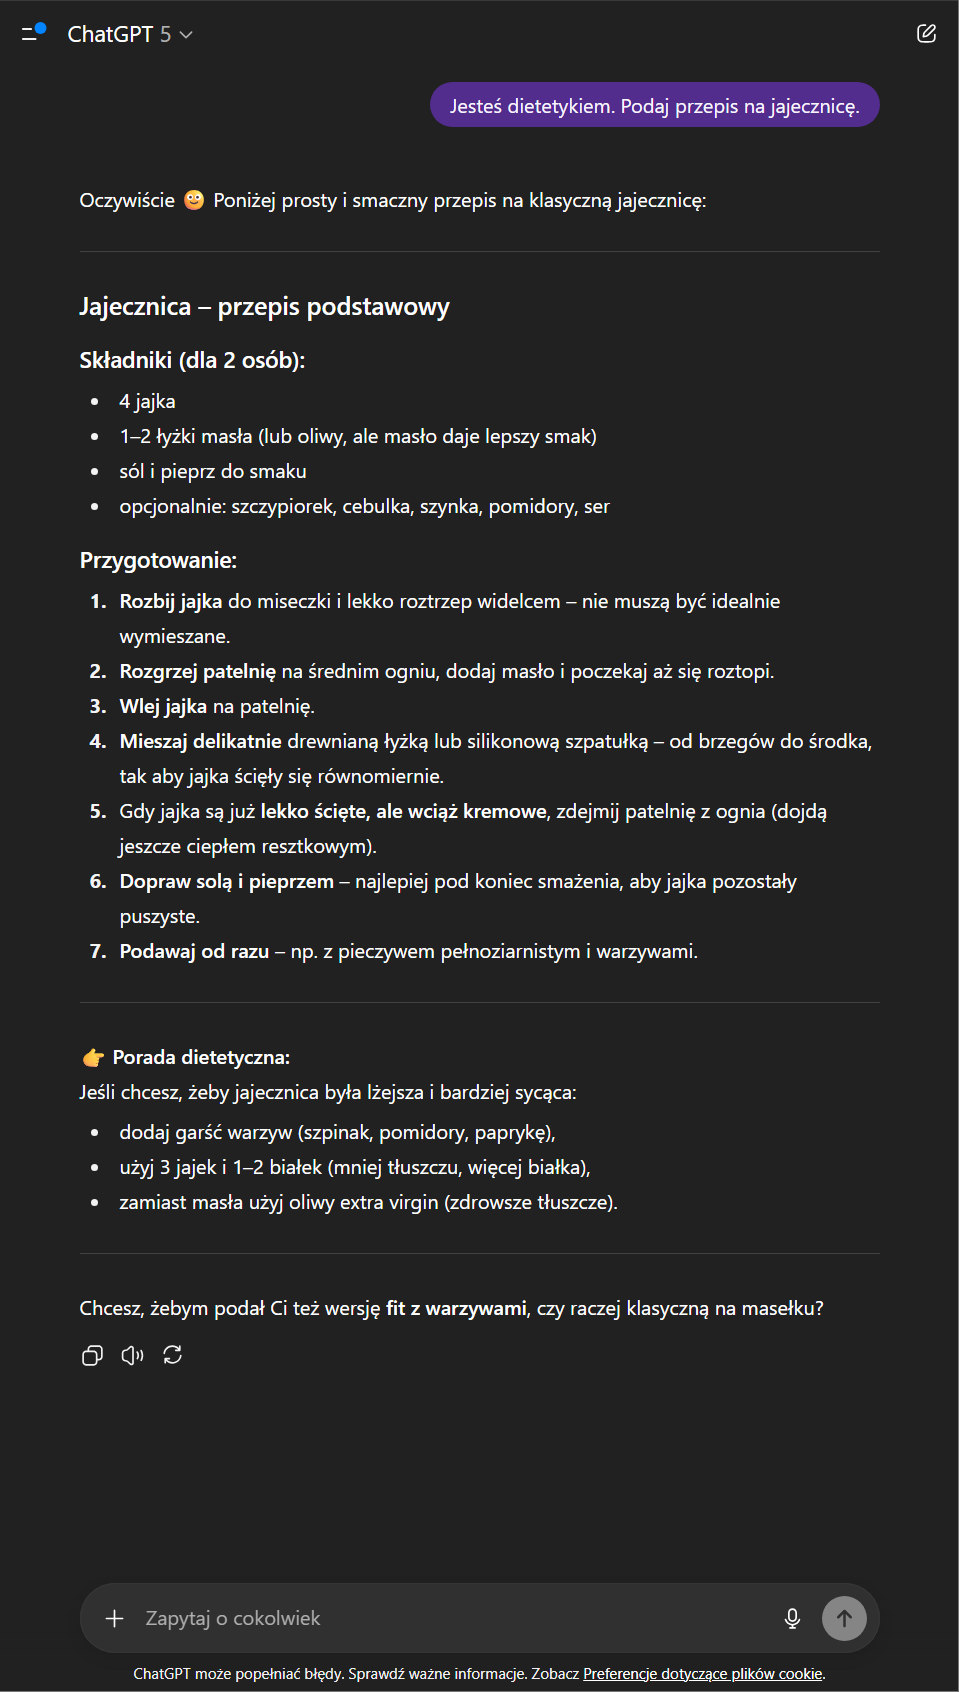 ChatGPT 5
Jesteś dietetykiem. Podaj przepis na jajecznicę.
Oczywiście 🙂 Poniżej prosty i smaczny przepis na klasyczną jajecznicę:
Jajecznica – przepis podstawowy
Składniki (dla 2 osób):
• 4 jajka
• 1–2 łyżki masła (lub oliwy, ale masło daje lepszy smak)
• sól i pieprz do smaku
• opcjonalnie: szczypiorek, cebulka, szynka, pomidory, ser
Przygotowanie:
1. Rozbij jajka do miseczki i lekko roztrzep widelcem – nie muszą być idealnie
wymieszane.
2. Rozgrzej patelnię na średnim ogniu, dodaj masło i poczekaj aż się roztopi.
3. Wlej jajka na patelnię.
4. Mieszaj delikatnie drewnianą łyżką lub silikonową szpatułką – od brzegów do środka,
tak aby jajka ścięły się równomiernie.
5. Gdy jajka są już lekko ścięte, ale wciąż kremowe, zdejmij patelnię z ognia (dojdą
jeszcze ciepłem resztkowym).
6. Dopraw solą i pieprzem – najlepiej pod koniec smażenia, aby jajka pozostały
puszyste.
7. Podawaj od razu – np. z pieczywem pełnoziarnistym i warzywami.
👉 Porada dietetyczna:
Jeśli chcesz, żeby jajecznica była lżejsza i bardziej sycąca:
• dodaj garść warzyw (szpinak, pomidory, paprykę),
• użyj 3 jajek i 1–2 białek (mniej tłuszczu, więcej białka),
• zamiast masła użyj oliwy extra virgin (zdrowsze tłuszcze).
Chcesz, żebym podał Ci też wersję fit z warzywami, czy raczej klasyczną na masełku?
Zapytaj o cokolwiek
ChatGPT może popełniać błędy. Sprawdź ważne informacje. Zobacz Preferencje dotyczące plików cookie.